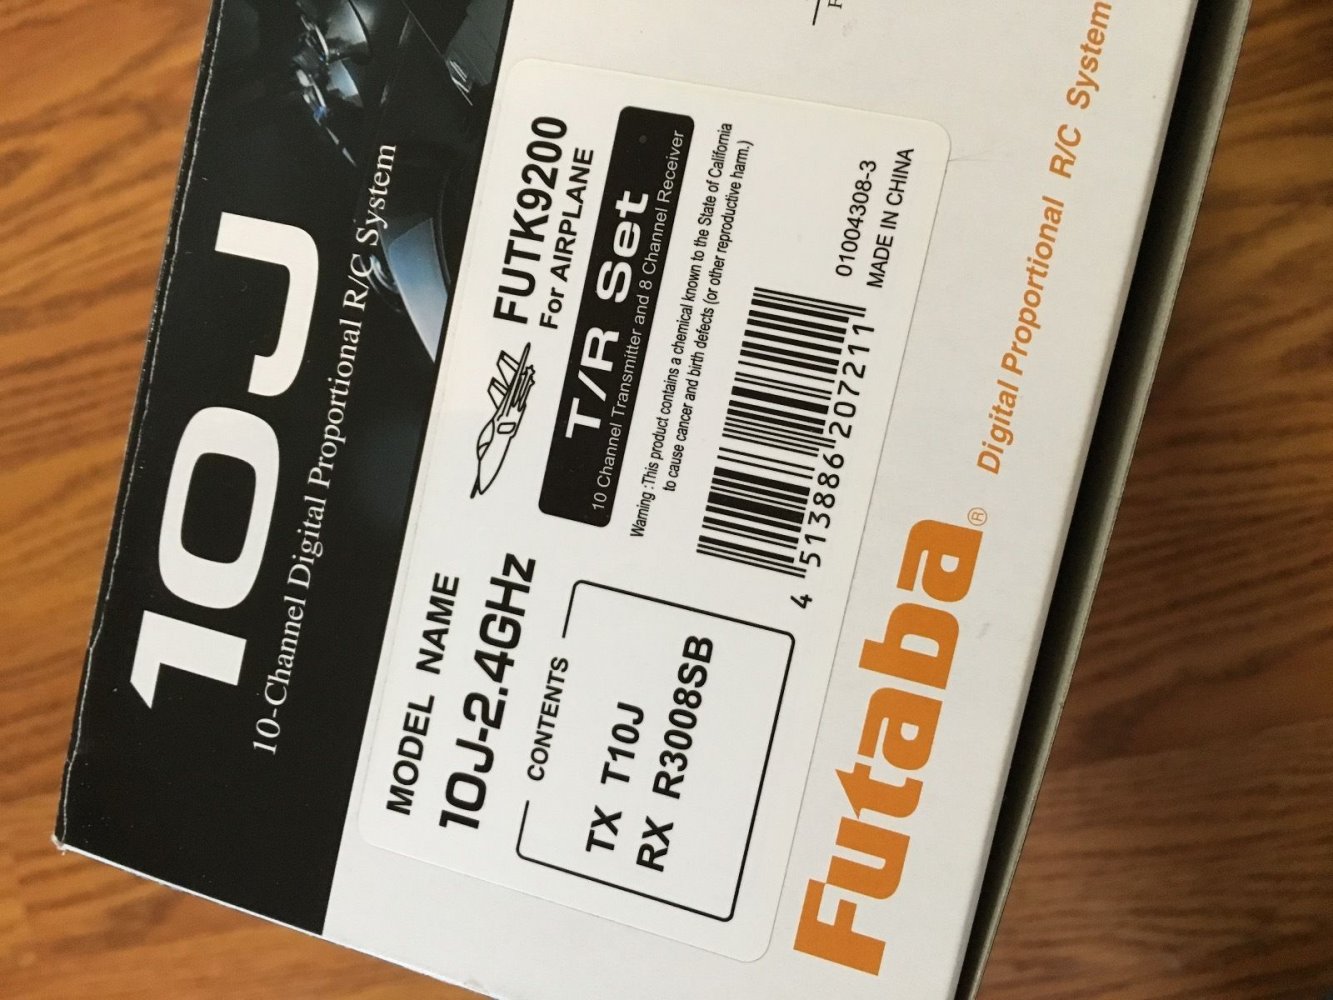 10J
10-Channel Digital Proportional R/C System
MODEL NAME
10J-2.4GHz
FUTK9200
For AIRPLANE
T/R Set
10 Channel Transmitter and 8 Channel Receiver
CONTENTS
TX T10J
RX R3008SB
Warning :This product contains a chemical known to the State of California
to cause cancer and birth defects (or other reproductive harm.)
4 513886 207211
01004308-3
MADE IN CHINA
Futaba®
Digital Proportional R/C System